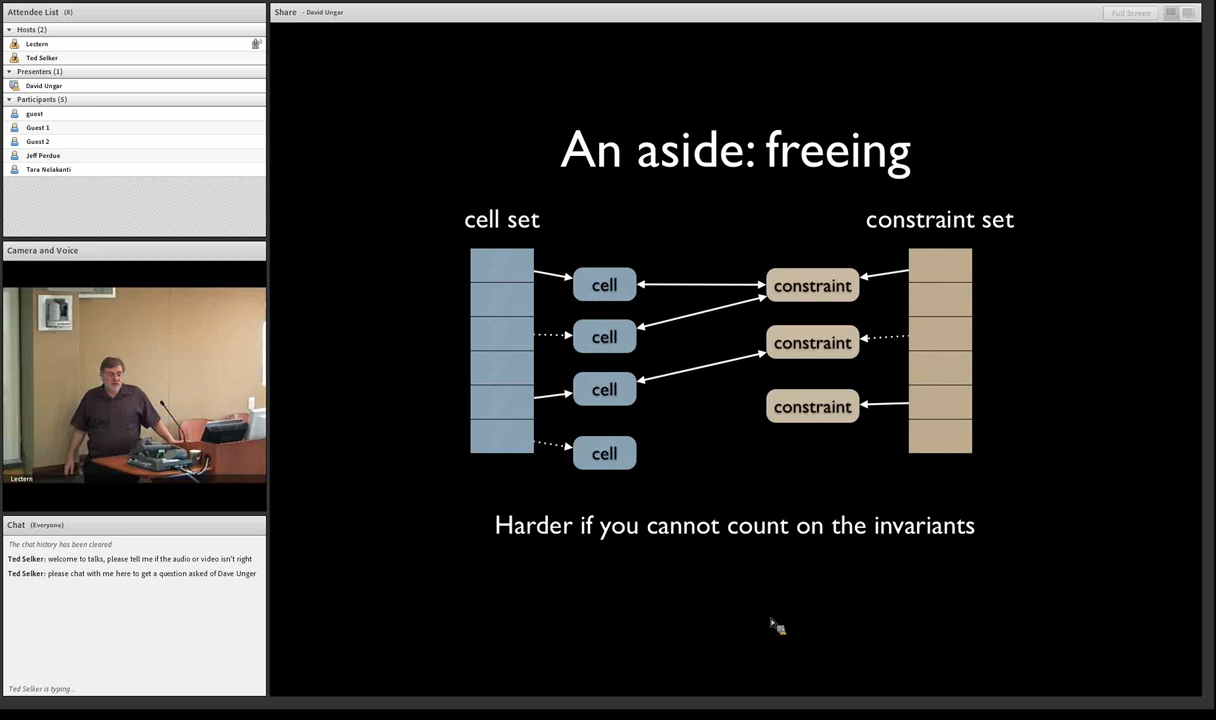 Attendee List (8)
Hosts (2)
Lectern
Ted Selker
Presenters (1)
David Ungar
Participants (5)
guest
Guest 1
Guest 2
Jeff Perdue
Tara Nelakanti
Camera and Voice
Lectern
Chat (Everyone)
The chat history has been cleared
Ted Selker: welcome to talks, please tell me if the audio or video isn't right
Ted Selker: please chat with me here to get a question asked of Dave Unger
Ted Selker is typing...
Share - David Ungar
Full Screen
An aside: freeing
cell set
constraint set
cell
constraint
cell
constraint
cell
constraint
cell
Harder if you cannot count on the invariants